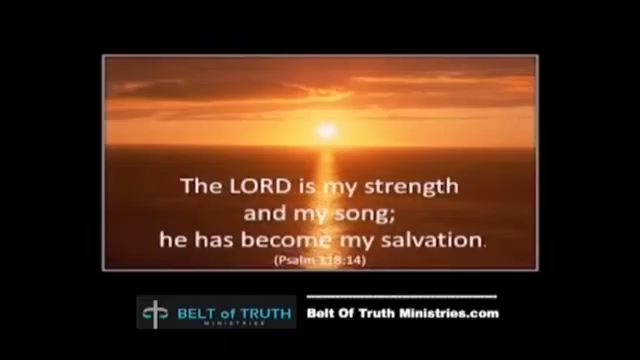 The LORD is my strength
and my song;
he has become my salvation.
(Psalm 118:14)
BELT of TRUTH
MINISTRIES
Belt Of Truth Ministries.com